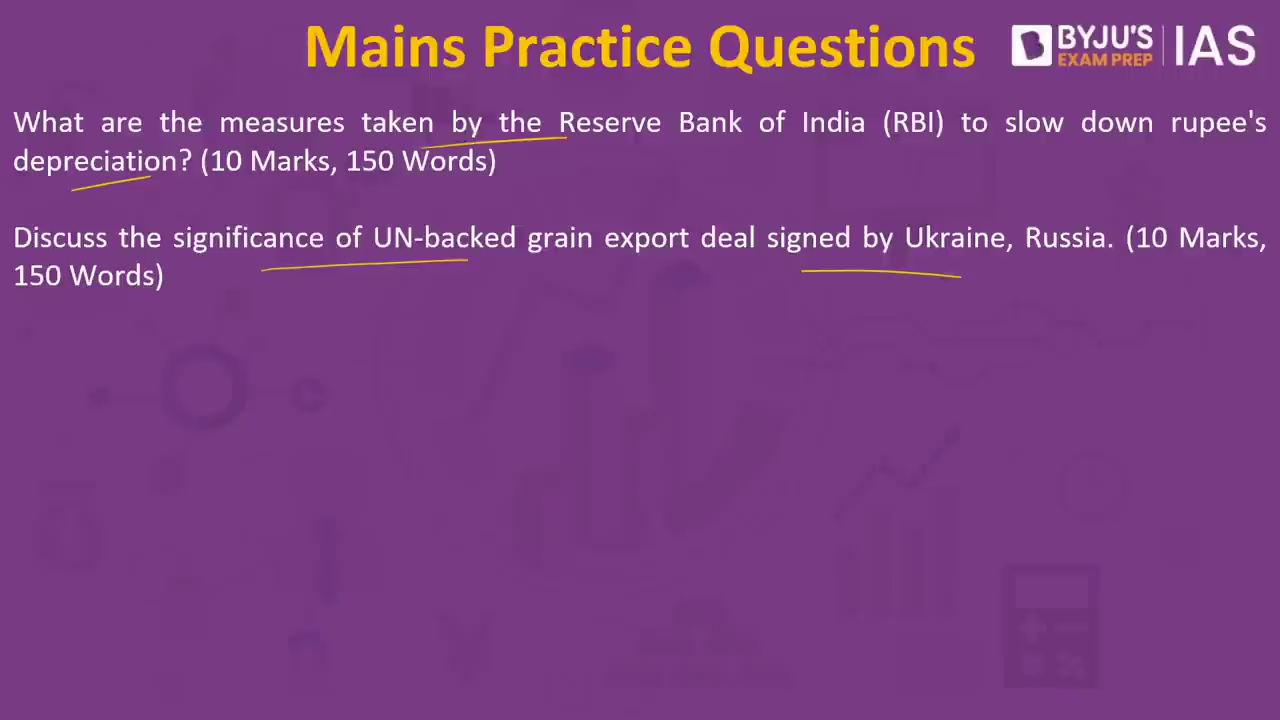 Mains Practice Questions
BYJU'S
EXAM PREP
IAS
What are the measures taken by the Reserve Bank of India (RBI) to slow down rupee's
depreciation? (10 Marks, 150 Words)
Discuss the significance of UN-backed grain export deal signed by Ukraine, Russia. (10 Marks,
150 Words)